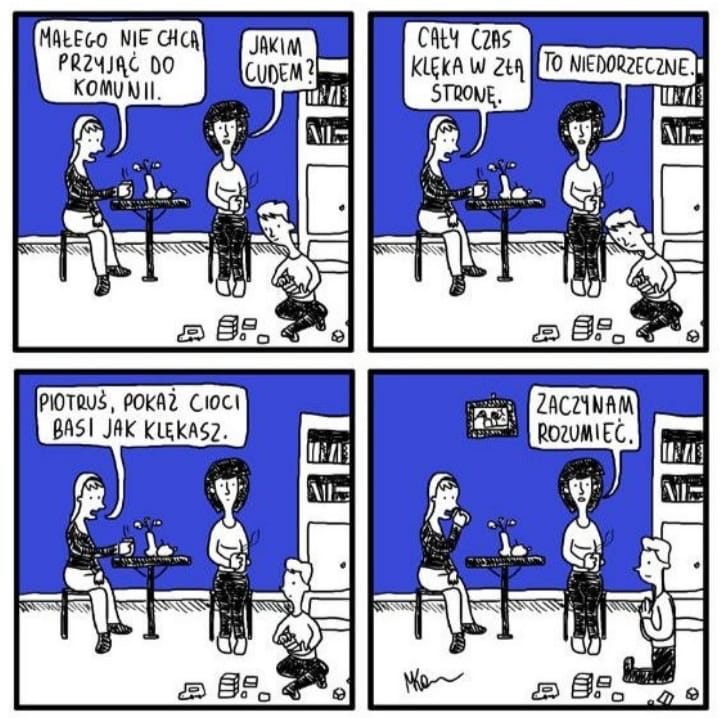 MAŁEGO NIE CHCĄ
PRZYJĄĆ DO
KOMUNII.
JAKIM
CUDEM?
CAŁY CZAS
KLĘKA W ZŁĄ
STRONĘ.
TO NIEDORZECZNE.
PIOTRUŚ, POKAŻ CIOCI
BASI JAK KLĘKASZ.
ZACZYNAM
ROZUMIEĆ.